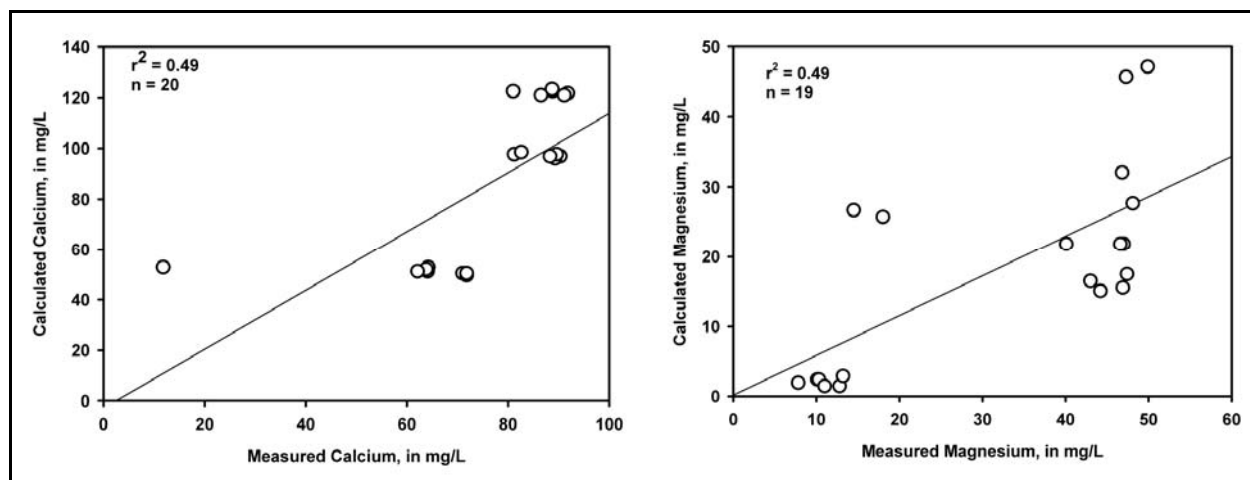 r² = 0.49
n = 20
140
120
100
80
60
40
20
0
Calculated Calcium, in mg/L
0 20 40 60 80 100
Measured Calcium, in mg/L
r² = 0.49
n = 19
50
40
30
20
10
0
Calculated Magnesium, in mg/L
0 10 20 30 40 50 60
Measured Magnesium, in mg/L